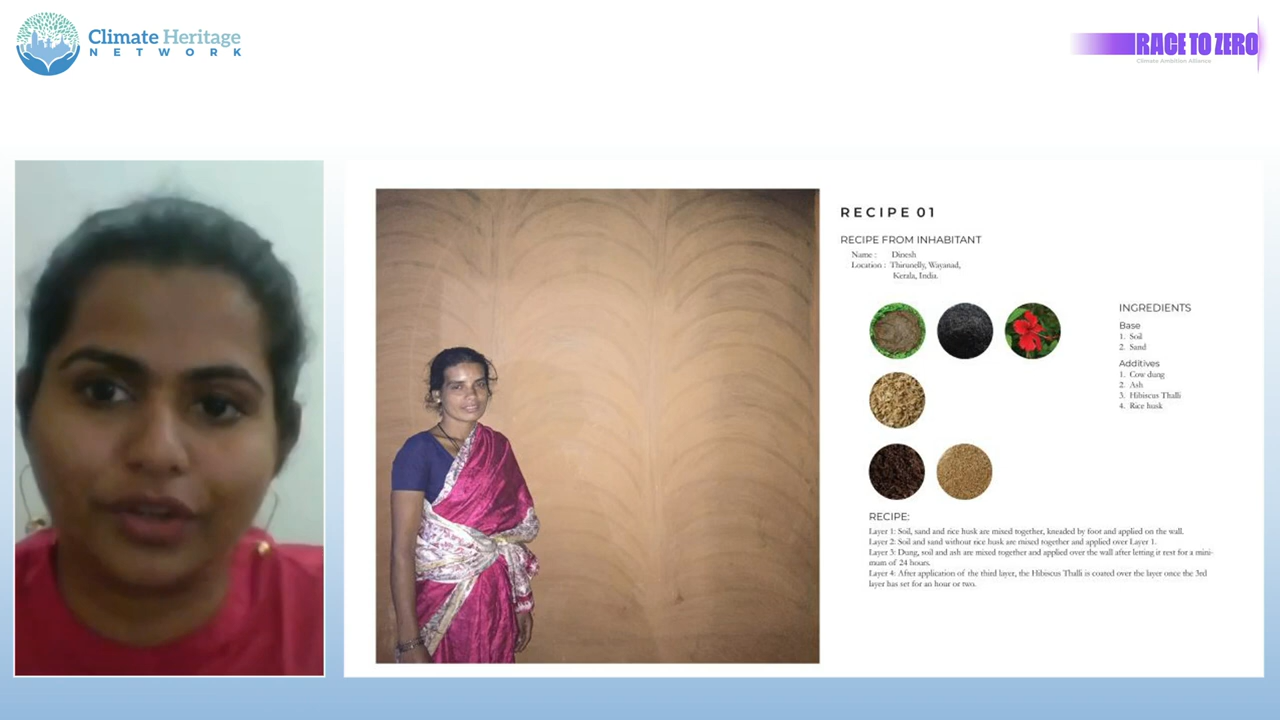 Climate Heritage
NETWORK
RACE TO ZERO
Climate Ambition Alliance
RECIPE 01
RECIPE FROM INHABITANT
Name : Dinesh
Location : Thirunelly, Wayanad,
Kerala, India.
INGREDIENTS
Base
1. Soil
2. Sand
Additives
1. Cow dung
2. Ash
3. Hibiscus Thalli
4. Rice husk
RECIPE:
Layer 1: Soil, sand and rice husk are mixed together, kneaded by foot and applied on the wall.
Layer 2: Soil and sand withour rice husk are mixed together and applied over Layer 1.
Layer 3: Dung, soil and ash are mixed together and applied over the wall after letting it rest for a mini-
mum of 24 hours.
Layer 4: After application of the third layer, the Hibiscus Thalli is coated over the layer once the 3rd
layer has set for an hour or two.